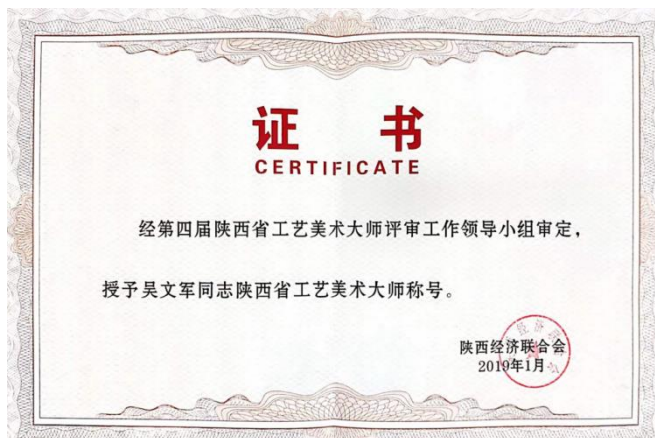 证 书
CERTIFICATE
经第四届陕西省工艺美术大师评审工作领导小组审定，
授予吴文军同志陕西省工艺美术大师称号。
陕西经济联合会
2019年1月